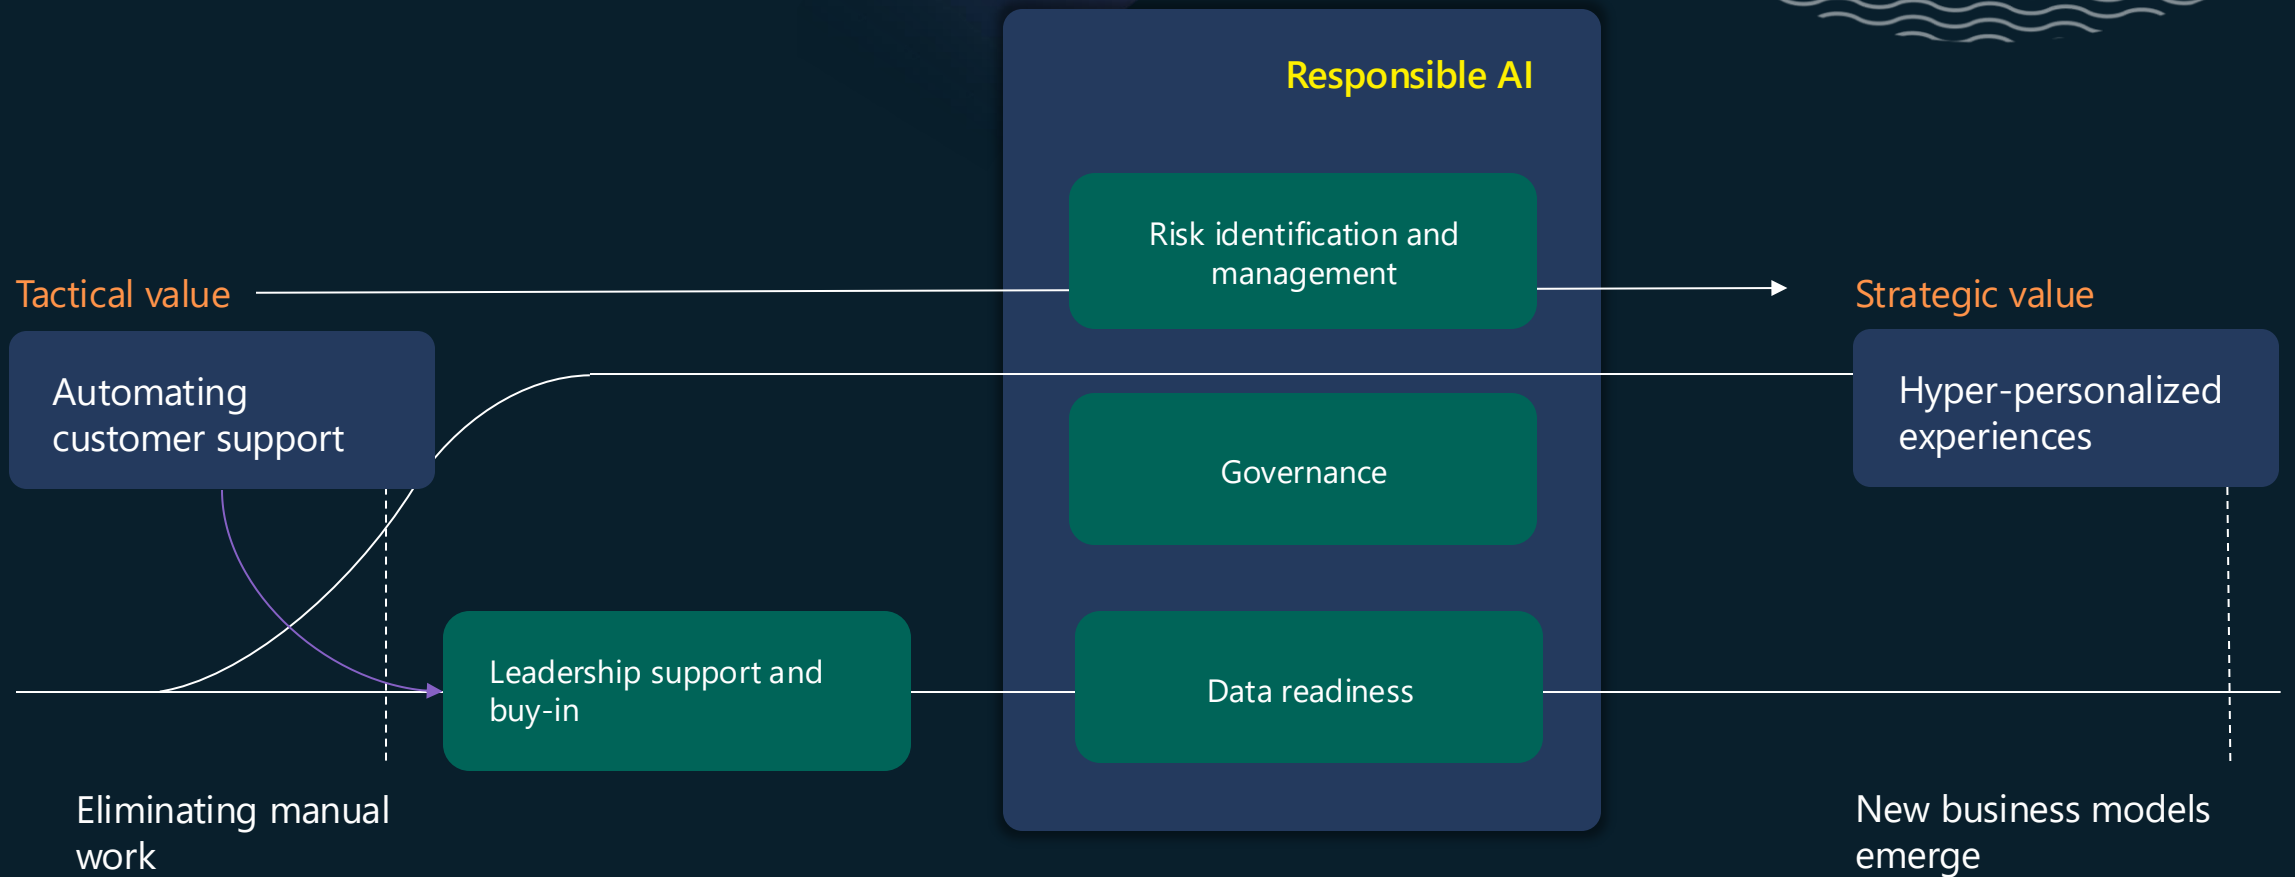 Responsible AI
Risk identification and
management
Tactical value
Strategic value
Automating
customer support
Hyper-personalized
experiences
Governance
Leadership support and
buy-in
Data readiness
Eliminating manual
work
New business models
emerge